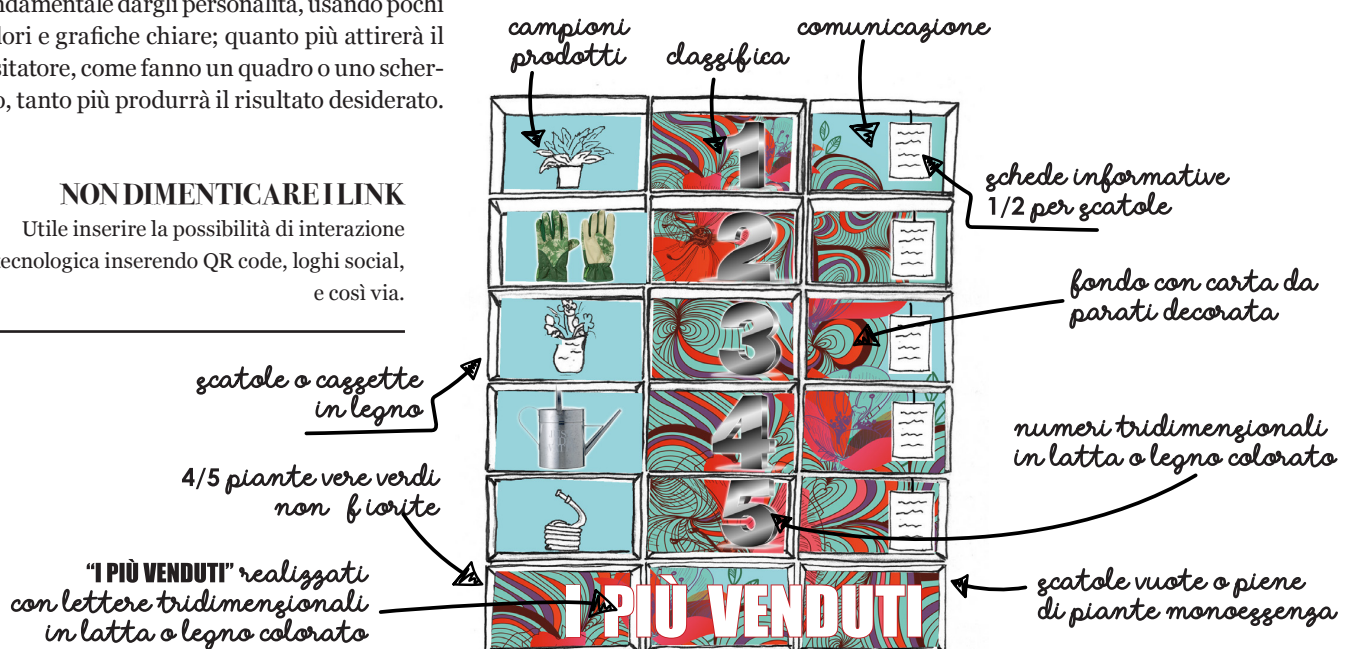 ndamentale dargli personalità, usando pochi
lori e grafiche chiare; quanto più attirerà il
sitatore, come fanno un quadro o uno scher-
o, tanto più produrrà il risultato desiderato.
NON DIMENTICARE I LINK
Utile inserire la possibilità di interazione
tecnologica inserendo QR code, loghi social,
e così via.
campioni
prodotti
classifica
comunicazione
schede informative
1/2 per scatole
fondo con carta da
parati decorata
scatole o cassette
in legno
numeri tridimensionali
in latta o legno colorato
4/5 piante vere verdi
non fiorite
"I PIÙ VENDUTI" realizzati
con lettere tridimensionali
in latta o legno colorato
scatole vuote o piene
di piante monoessenza
1
2
3
4
5
I PIÙ VENDUTI